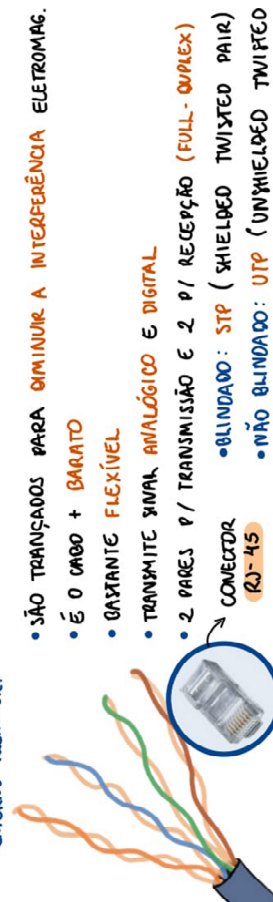 • SÃO TRANÇADOS PARA DIMINUIR A INTERFERÊNCIA ELETROMAG.
• É O CABO + BARATO
• BASTANTE FLEXÍVEL
• TRANSMITE SINAL ANALÓGICO E DIGITAL
• 2 PARES P/ TRANSMISSÃO E 2 P/ RECEPÇÃO (FULL-DUPLEX)
CONECTOR
RJ-45
• BLINDADO: STP (SHIELDED TWISTED PAIR)
• NÃO BLINDADO: UTP (UNSHIELDED TWISTED